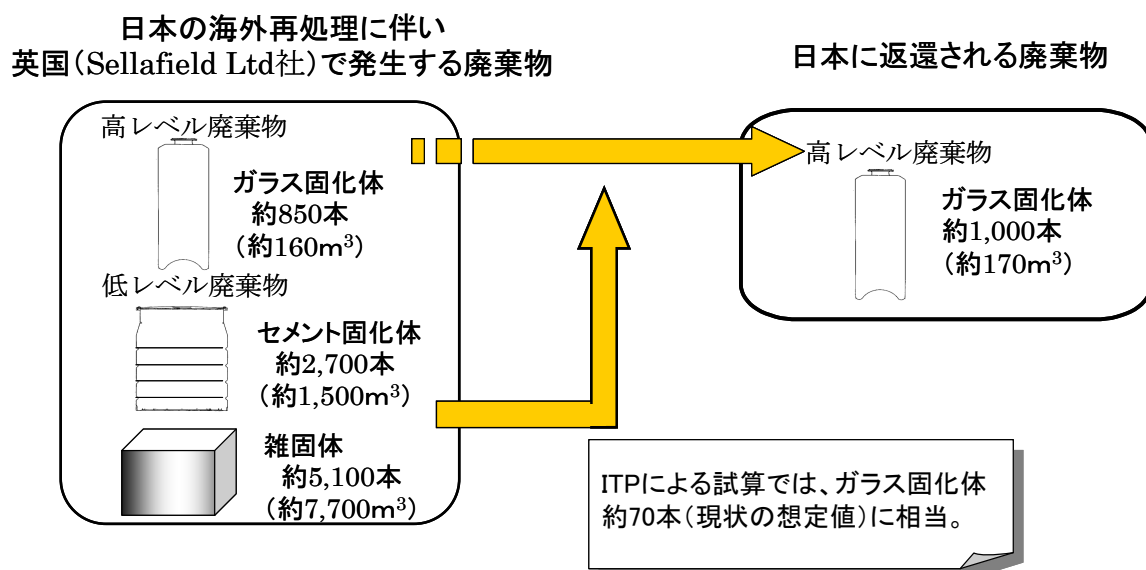 日本の海外再処理に伴い
英国（Sellafield Ltd社）で発生する廃棄物
高レベル廃棄物
ガラス固化体
約850本
（約160m³）
低レベル廃棄物
セメント固化体
約2,700本
（約1,500m³）
雑固体
約5,100本
（約7,700m³）
日本に返還される廃棄物
高レベル廃棄物
ガラス固化体
約1,000本
（約170m³）
ITPによる試算では、ガラス固化体
約70本（現状の想定値）に相当。